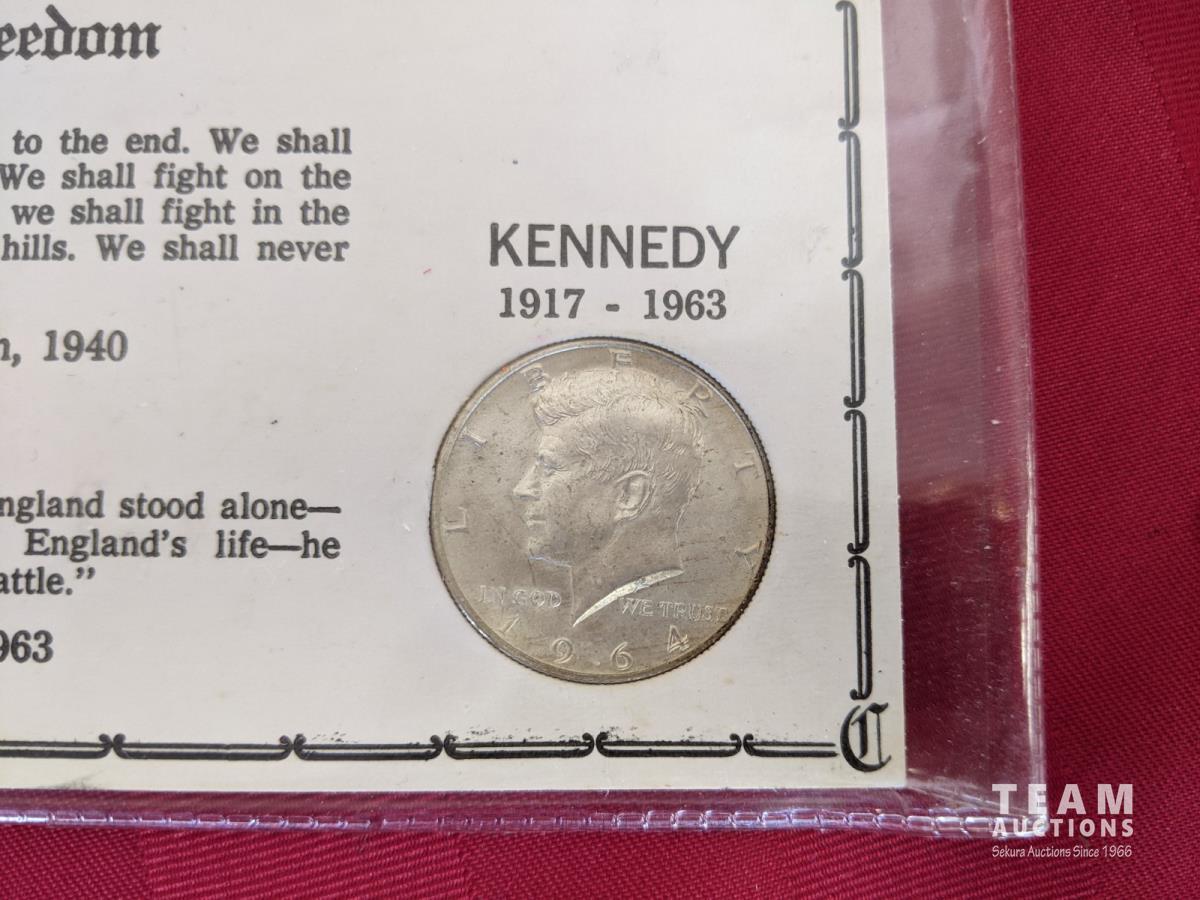 eedom
to the end. We shall
We shall fight on the
we shall fight in the
hills. We shall never
n, 1940
ngland stood alone—
England's life—he
attle.”
963
KENNEDY
1917 - 1963
LIBERTY
IN GOD WE TRUST
1964
C
TEAM
AUCTIONS
Sekura Auctions Since 1966